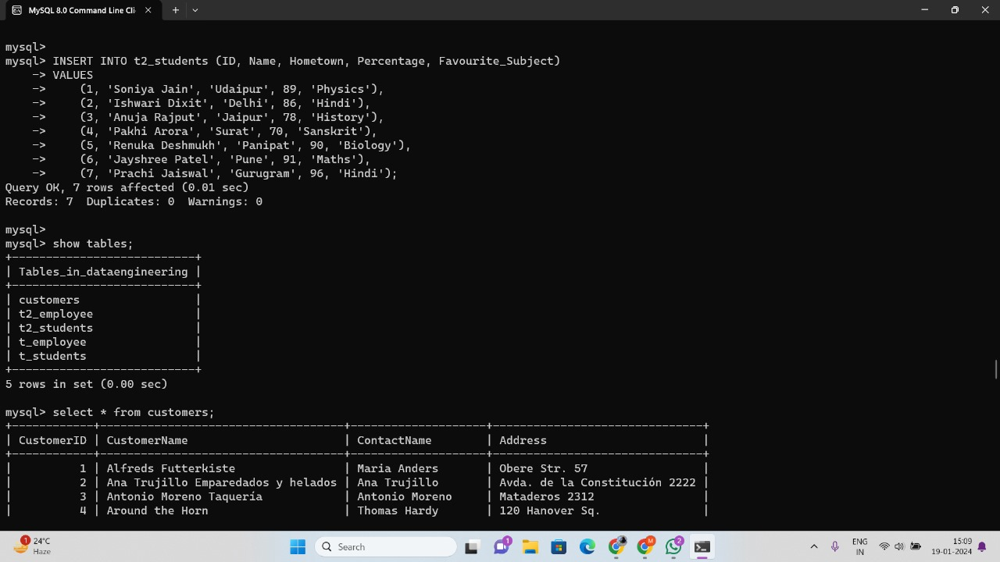 MySQL 8.0 Command Line Cli
mysql>
mysql> INSERT INTO t2_students (ID, Name, Hometown, Percentage, Favourite_Subject)
    -> VALUES
    ->     (1, 'Soniya Jain', 'Udaipur', 89, 'Physics'),
    ->     (2, 'Ishwari Dixit', 'Delhi', 86, 'Hindi'),
    ->     (3, 'Anuja Rajput', 'Jaipur', 78, 'History'),
    ->     (4, 'Pakhi Arora', 'Surat', 70, 'Sanskrit'),
    ->     (5, 'Renuka Deshmukh', 'Panipat', 90, 'Biology'),
    ->     (6, 'Jayshree Patel', 'Pune', 91, 'Maths'),
    ->     (7, 'Prachi Jaiswal', 'Gurugram', 96, 'Hindi');
Query OK, 7 rows affected (0.01 sec)
Records: 7  Duplicates: 0  Warnings: 0
mysql>
mysql> show tables;
+---------------------------+
| Tables_in_dataengineering |
+---------------------------+
| customers                 |
| t2_employee               |
| t2_students               |
| t_employee                |
| t_students                |
+---------------------------+
5 rows in set (0.00 sec)
mysql> select * from customers;
+------------+------------------------------------+--------------------+-------------------------------+
| CustomerID | CustomerName                       | ContactName        | Address                       |
+------------+------------------------------------+--------------------+-------------------------------+
|          1 | Alfreds Futterkiste                | Maria Anders       | Obere Str. 57                 |
|          2 | Ana Trujillo Emparedados y helados | Ana Trujillo       | Avda. de la Constitución 2222 |
|          3 | Antonio Moreno Taquería            | Antonio Moreno     | Mataderos 2312                |
|          4 | Around the Horn                    | Thomas Hardy       | 120 Hanover Sq.               |
1
24°C
Haze
Search
1
M
2
ENG
IN
15:09
19-01-2024